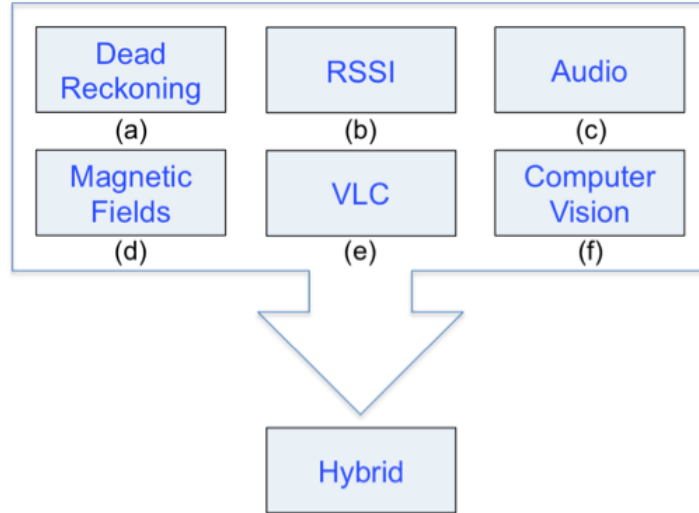 Dead
Reckoning
RSSI
Audio
(a)
(b)
(c)
Magnetic
Fields
VLC
Computer
Vision
(d)
(e)
(f)
Hybrid